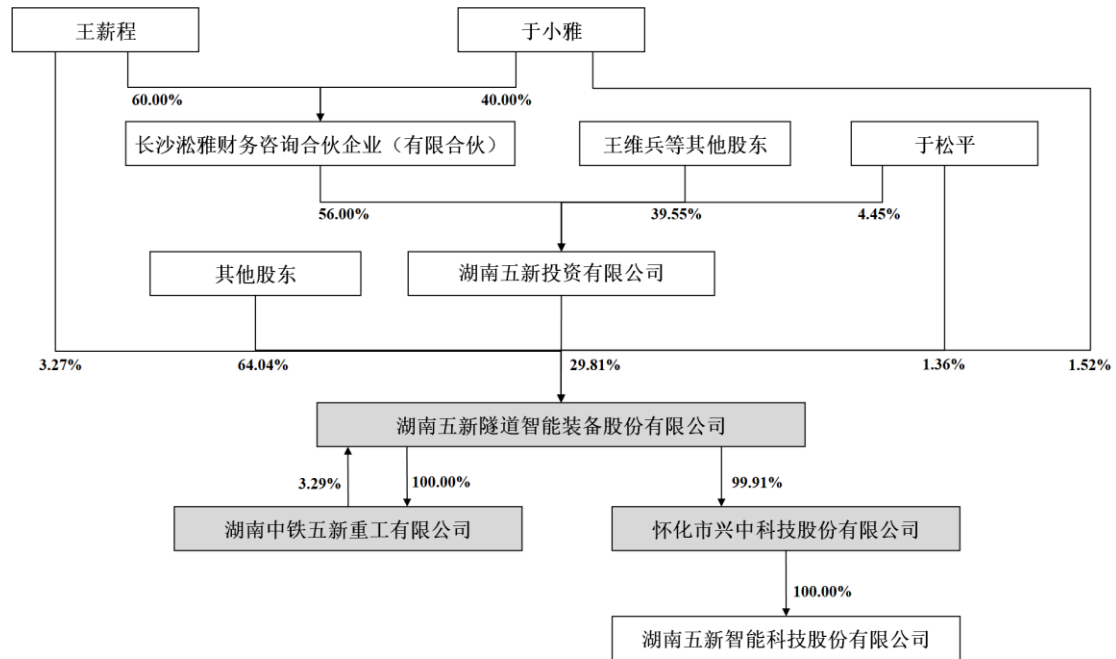 王薪程
于小雅
60.00%
40.00%
长沙淞雅财务咨询合伙企业（有限合伙）
王维兵等其他股东
于松平
56.00%
39.55%
4.45%
其他股东
湖南五新投资有限公司
3.27%
64.04%
29.81%
1.36%
1.52%
湖南五新隧道智能装备股份有限公司
3.29%
100.00%
99.91%
湖南中铁五新重工有限公司
怀化市兴中科技股份有限公司
100.00%
湖南五新智能科技股份有限公司